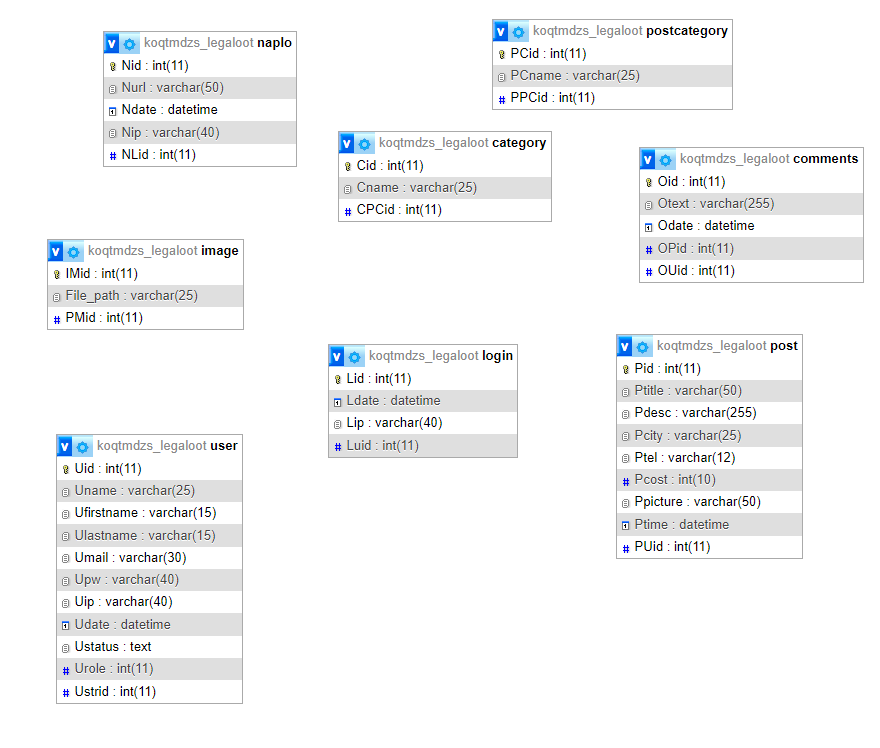 koqtmdzs_legaloot naplo
Nid : int(11)
Nurl : varchar(50)
Ndate : datetime
Nip : varchar(40)
NLid : int(11)
koqtmdzs_legaloot postcategory
PCid : int(11)
PCname : varchar(25)
PPCid : int(11)
koqtmdzs_legaloot category
Cid : int(11)
Cname : varchar(25)
CPCid : int(11)
koqtmdzs_legaloot comments
Oid : int(11)
Otext : varchar(255)
Odate : datetime
OPid : int(11)
OUid : int(11)
koqtmdzs_legaloot image
IMid : int(11)
File_path : varchar(25)
PMid : int(11)
koqtmdzs_legaloot login
Lid : int(11)
Ldate : datetime
Lip : varchar(40)
Luid : int(11)
koqtmdzs_legaloot post
Pid : int(11)
Ptitle : varchar(50)
Pdesc : varchar(255)
Pcity : varchar(25)
Ptel : varchar(12)
Pcost : int(10)
Ppicture : varchar(50)
Ptime : datetime
PUid : int(11)
koqtmdzs_legaloot user
Uid : int(11)
Uname : varchar(25)
Ufirstname : varchar(15)
Ulastname : varchar(15)
Umail : varchar(30)
Upw : varchar(40)
Uip : varchar(40)
Udate : datetime
Ustatus : text
Urole : int(11)
Ustrid : int(11)